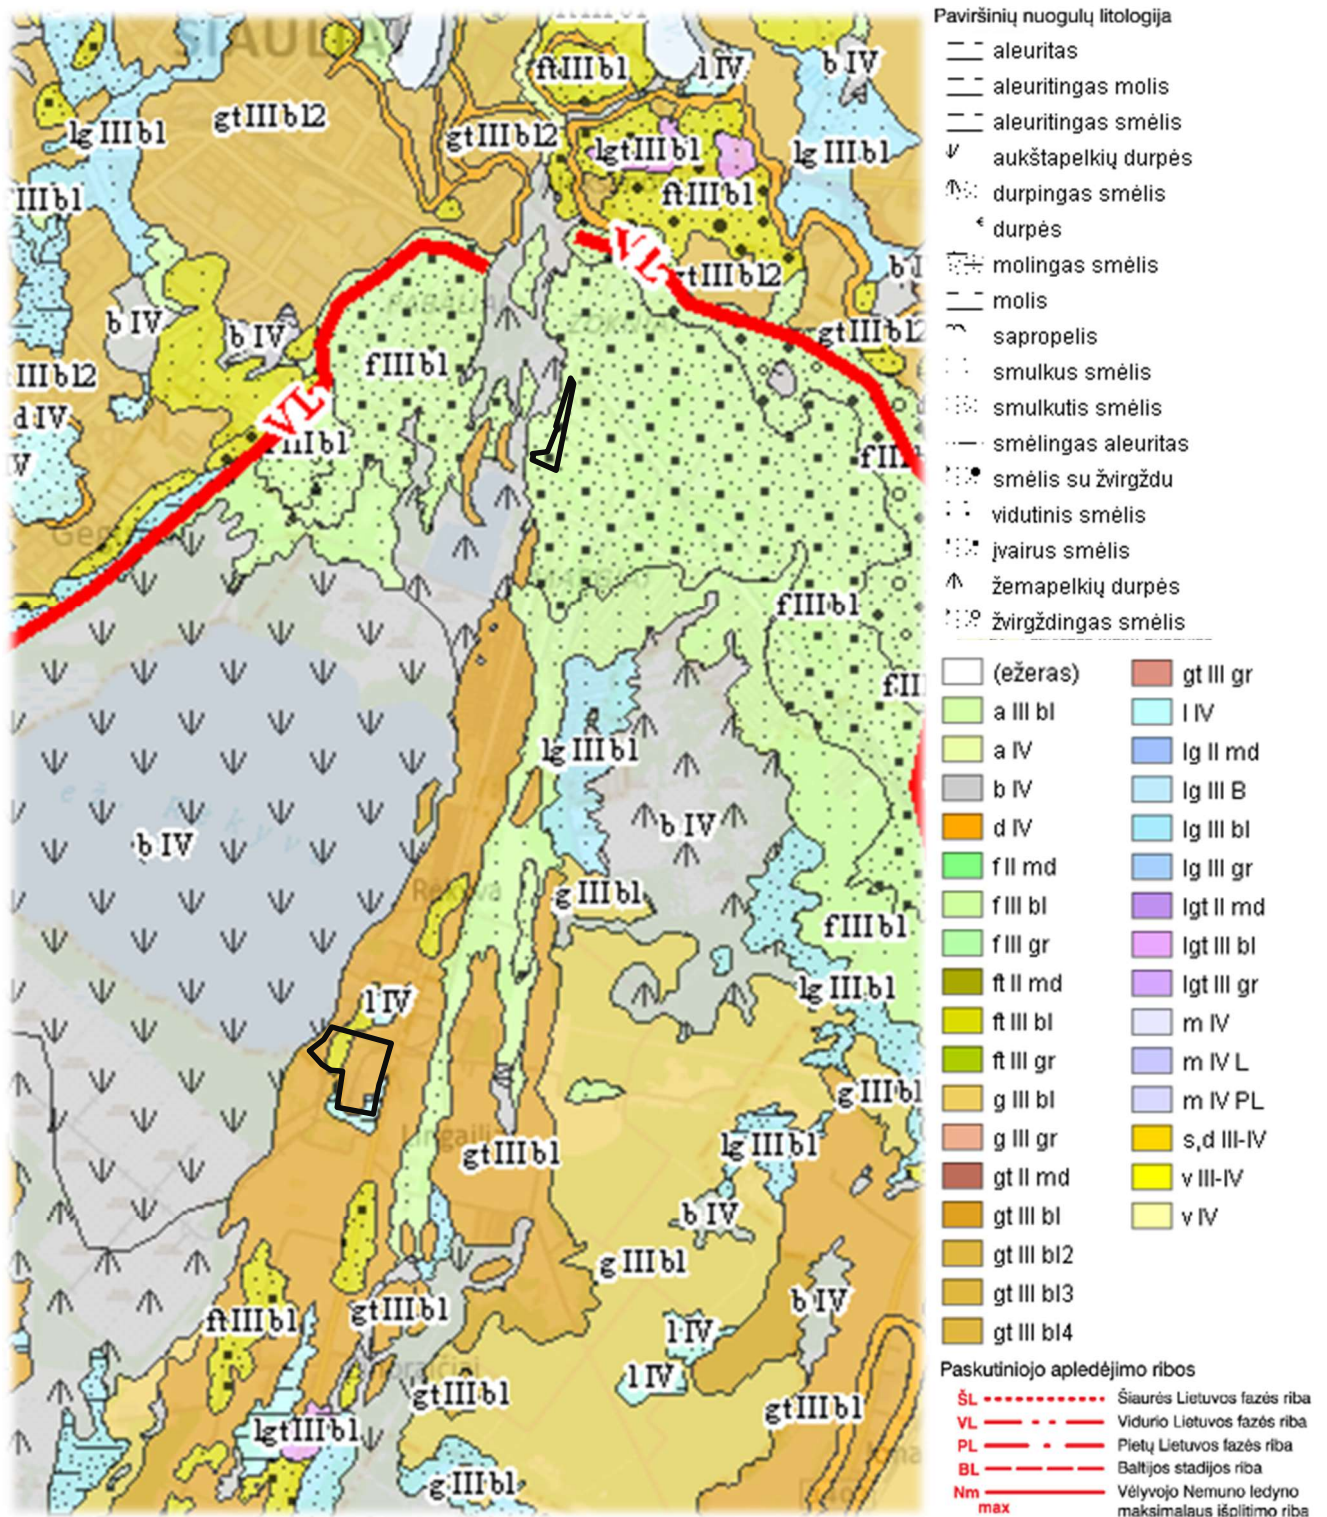 ŠIAULIAI
ft III bl
l IV
b IV
gt III bl2
lg III bl
gt III bl2
lgt III bl
lg III bl
III bl
ft III bl
VL
gt III bl2
PABALIAI
ZOKNIAI
b IV
b IV
gt III bl2
f III bl
III bl2
d IV
VL
f III bl
IV
f III
f III bl
f III
lg III bl
b IV
b IV
ež. Rėkyva
Rėkyva
g III bl
f III bl
l IV
lg III bl
g III bl
Lingailiai
gt III bl
lg III bl
b IV
g III bl
ft III bl
gt III bl
b IV
l IV
gt III bl
l IV
lgt III bl
gt III bl
g III bl
Paviršinių nuogulų litologija
aleuritas
aleuritingas molis
aleuritingas smėlis
aukštapelkių durpės
durpingas smėlis
durpės
molingas smėlis
molis
sapropelis
smulkus smėlis
smulkutis smėlis
smėlingas aleuritas
smėlis su žvirgždu
vidutinis smėlis
įvairus smėlis
žemapelkių durpės
žvirgždingas smėlis
(ežeras)
a III bl
a IV
b IV
d IV
f II md
f III bl
f III gr
ft II md
ft III bl
ft III gr
g III bl
g III gr
gt II md
gt III bl
gt III bl2
gt III bl3
gt III bl4
gt III gr
l IV
lg II md
lg III B
lg III bl
lg III gr
lgt II md
lgt III bl
lgt III gr
m IV
m IV L
m IV PL
s,d III-IV
v III-IV
v IV
Paskutiniojo apledėjimo ribos
ŠL Šiaurės Lietuvos fazės riba
VL Vidurio Lietuvos fazės riba
PL Pietų Lietuvos fazės riba
BL Baltijos stadijos riba
Nm max Vėlyvojo Nemuno ledyno
maksimalaus išplitimo riba